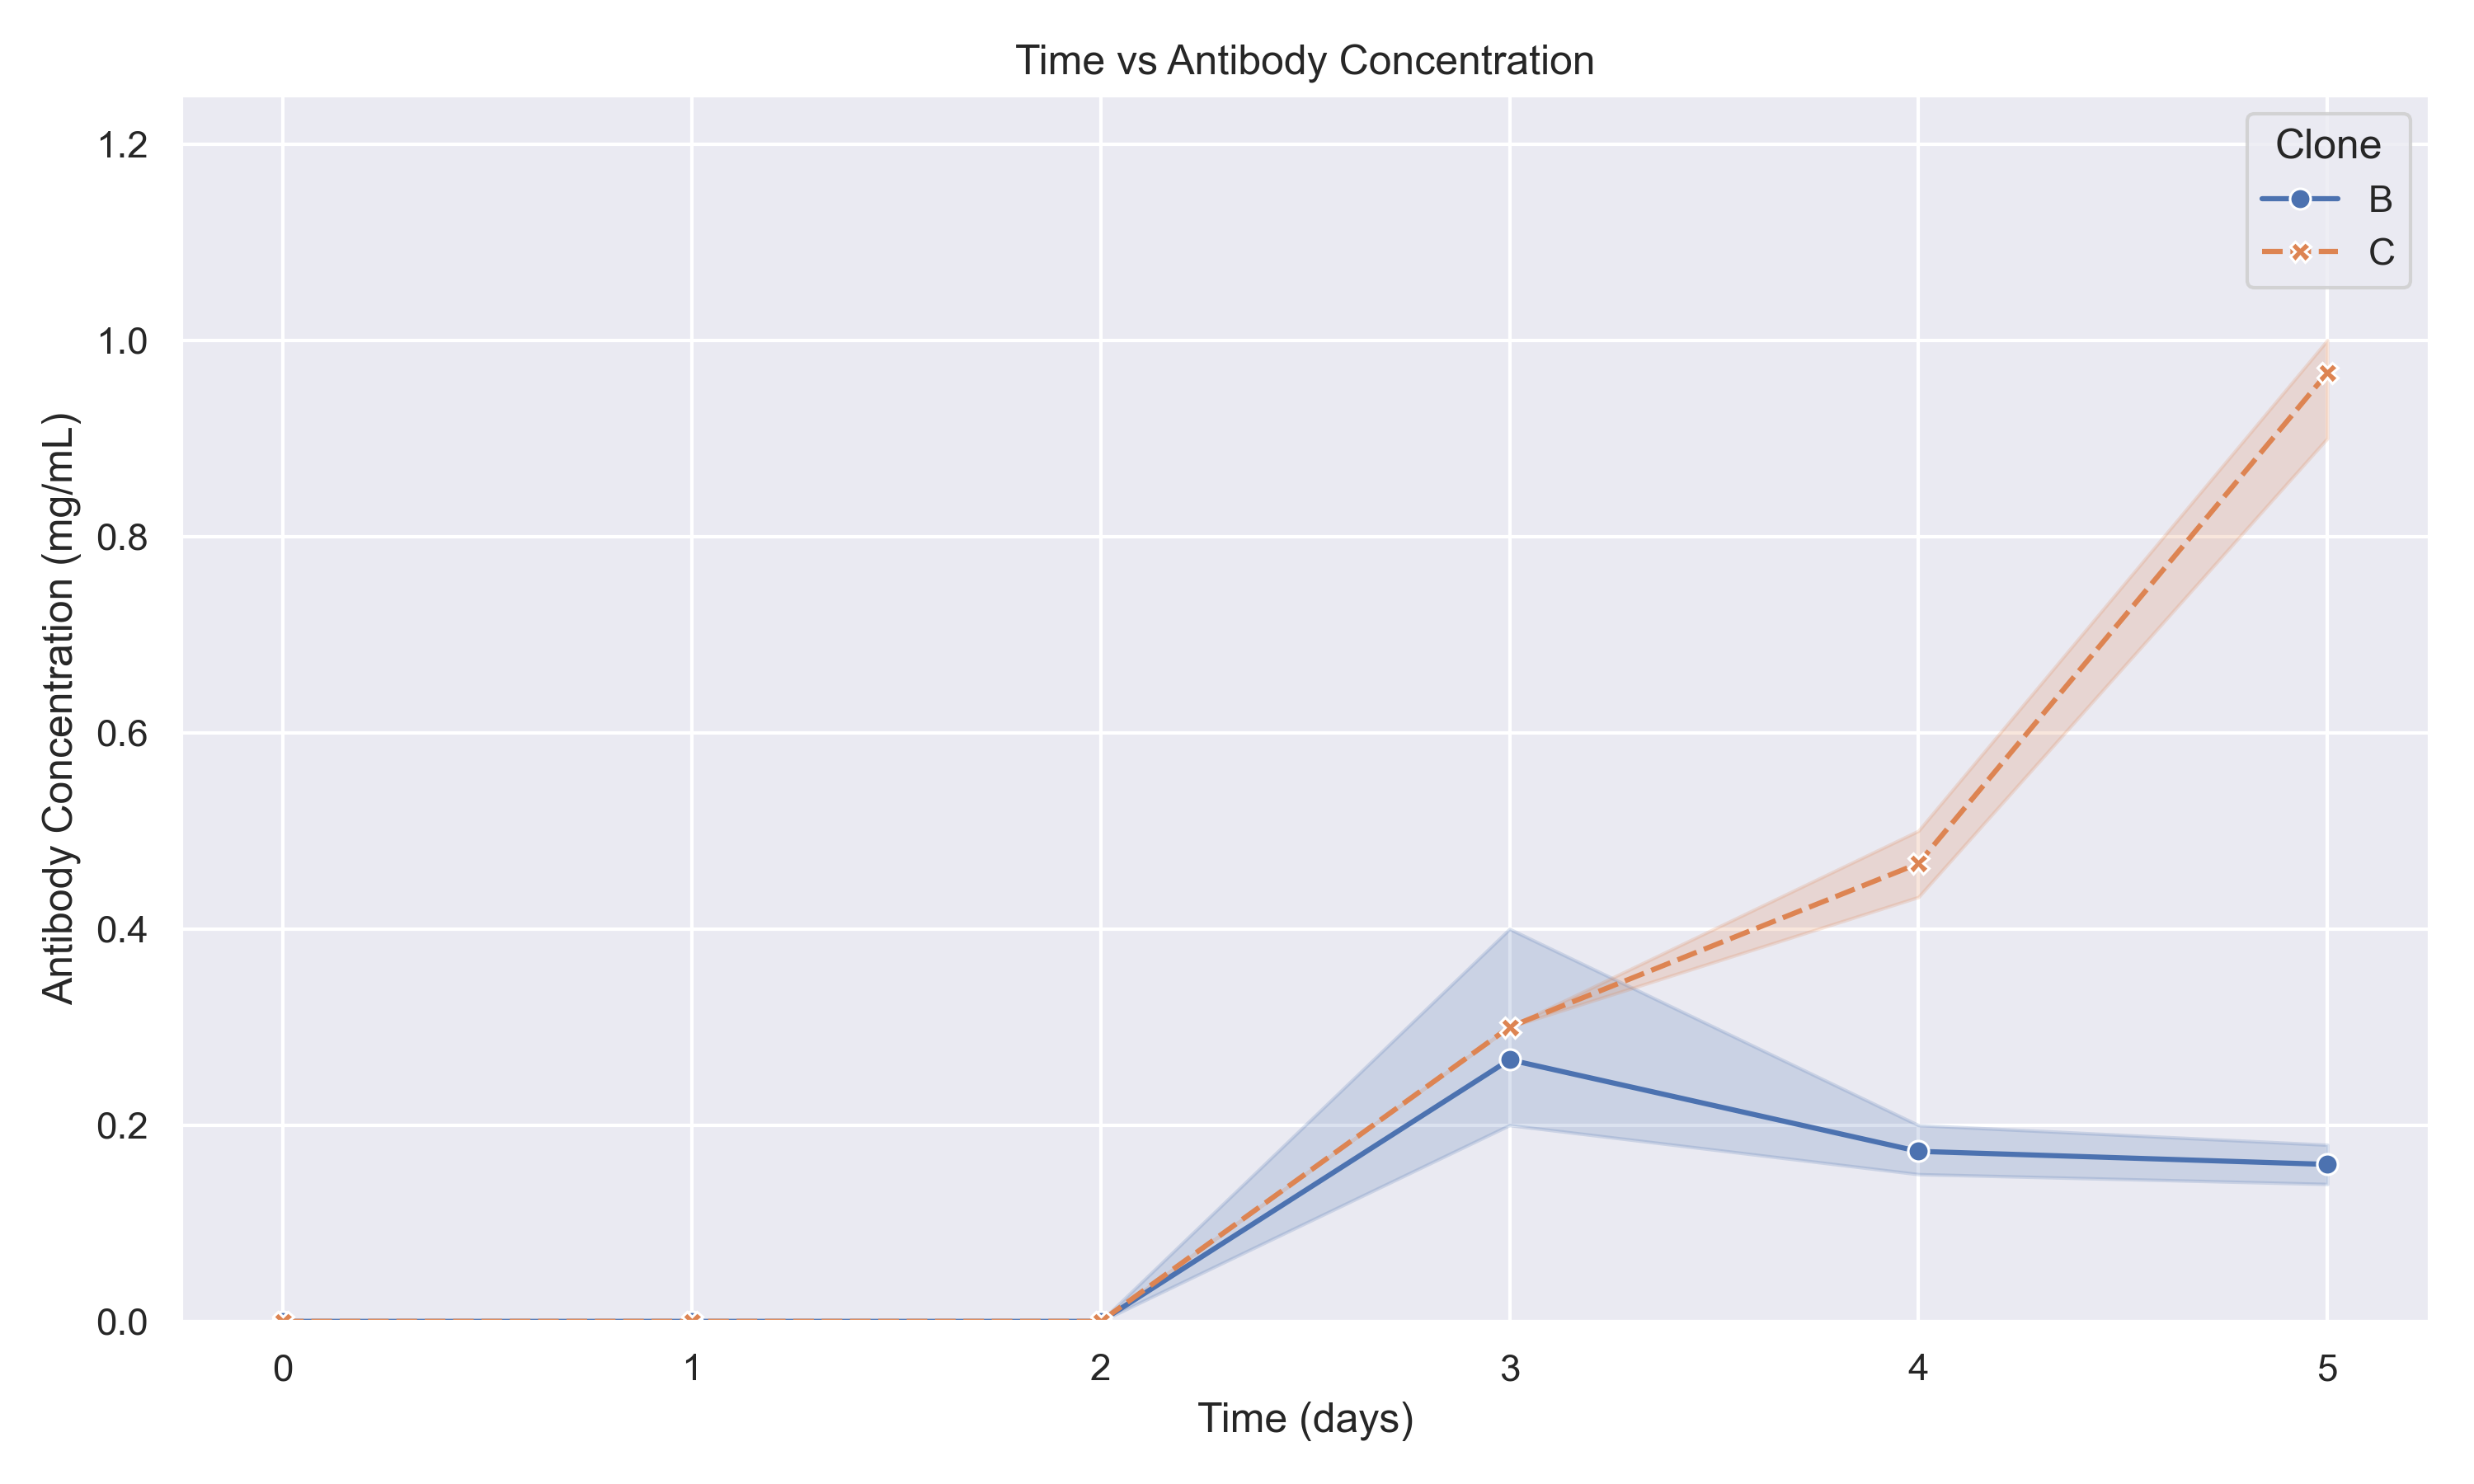 Time vs Antibody Concentration
Clone
B
C
Antibody Concentration (mg/mL)
1.2
1.0
0.8
0.6
0.4
0.2
0.0
0 1 2 3 4 5
Time (days)